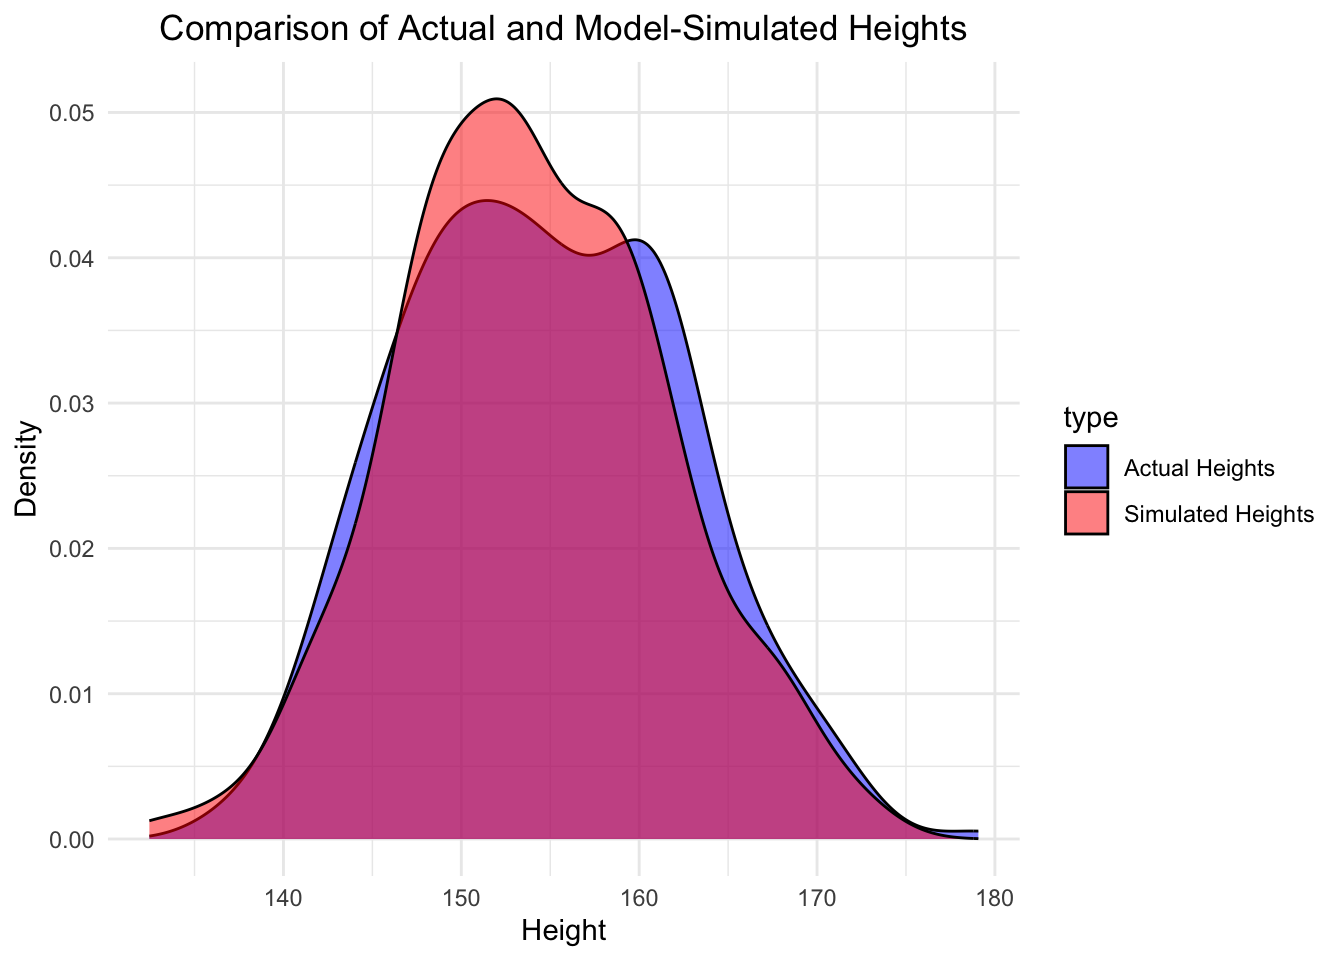 Comparison of Actual and Model-Simulated Heights
0.05
0.04
0.03
0.02
0.01
0.00
Density
140 150 160 170 180
Height
type
Actual Heights
Simulated Heights